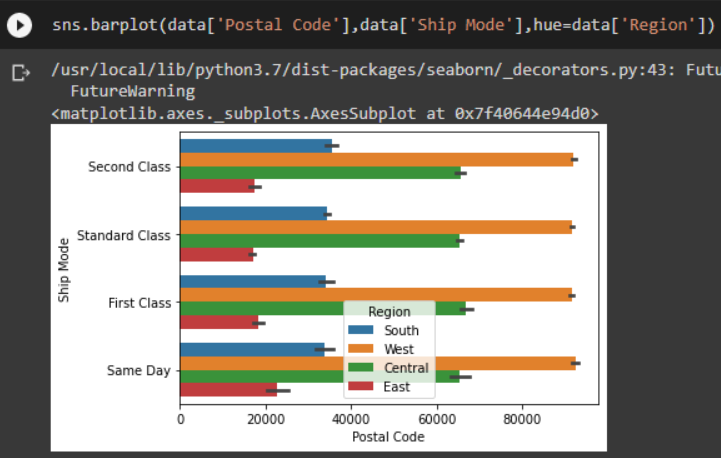 sns.barplot(data['Postal Code'],data['Ship Mode'],hue=data['Region'])
/usr/local/lib/python3.7/dist-packages/seaborn/_decorators.py:43: Futu
FutureWarning
<matplotlib.axes._subplots.AxesSubplot at 0x7f40644e94d0>
Second Class
Standard Class
First Class
Same Day
Ship Mode
Region
South
West
Central
East
0 20000 40000 60000 80000
Postal Code